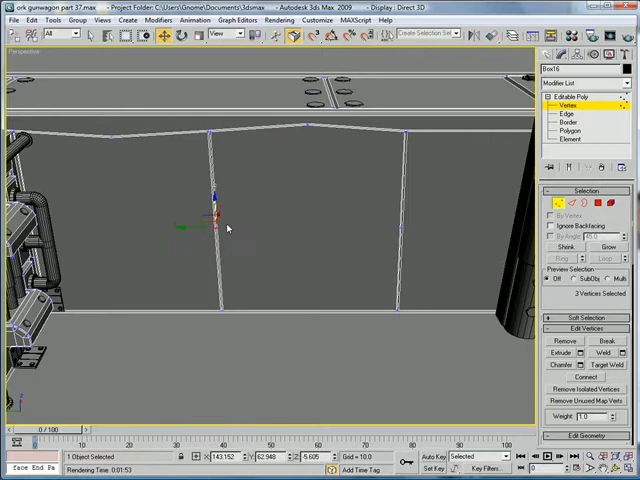 ork gunwagon part 37.max - Project Folder: C:\Users\Gnome\Documents\3dsmax - Autodesk 3ds Max 2009 - Display : Direct 3D
File Edit Tools Group Views Create Modifiers Animation Graph Editors Rendering Customize MAXScript Help
All View Create Selection Set
Perspective
Box16
Modifier List
Editable Poly
Vertex
Edge
Border
Polygon
Element
Selection
By Vertex
Ignore Backfacing
By Angle: 45.0
Shrink Grow
Ring Loop
Preview Selection
Off SubObj Multi
3 Vertices Selected
Soft Selection
Edit Vertices
Remove Break
Extrude Weld
Chamfer Target Weld
Connect
Remove Isolated Vertices
Remove Unused Map Verts
Weight: 1.0
Edit Geometry
0 / 100
0 10 20 30 40 50 60 70 80 90 100
1 Object Selected X: 143.152 Y: 62.948 Z: -5.605 Grid = 10.0 Auto Key Selected
face End Pa Rendering Time 0:01:53 Add Time Tag Set Key Key Filters... 0